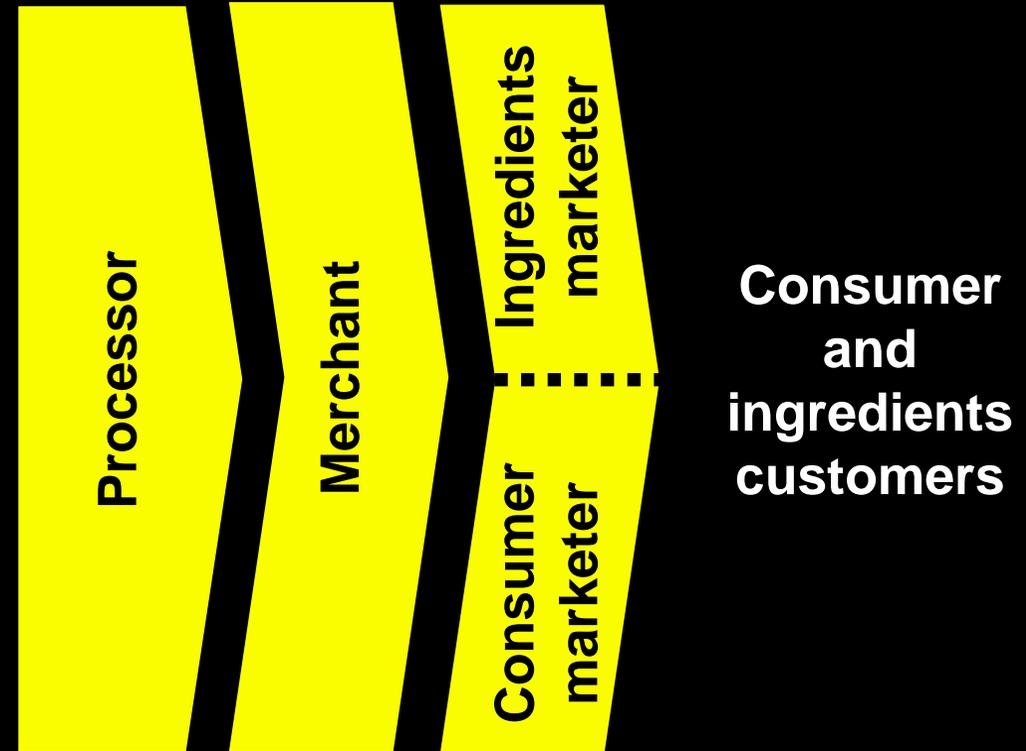 Processor
Merchant
Ingredients
marketer
Consumer
marketer
Consumer
and
ingredients
customers